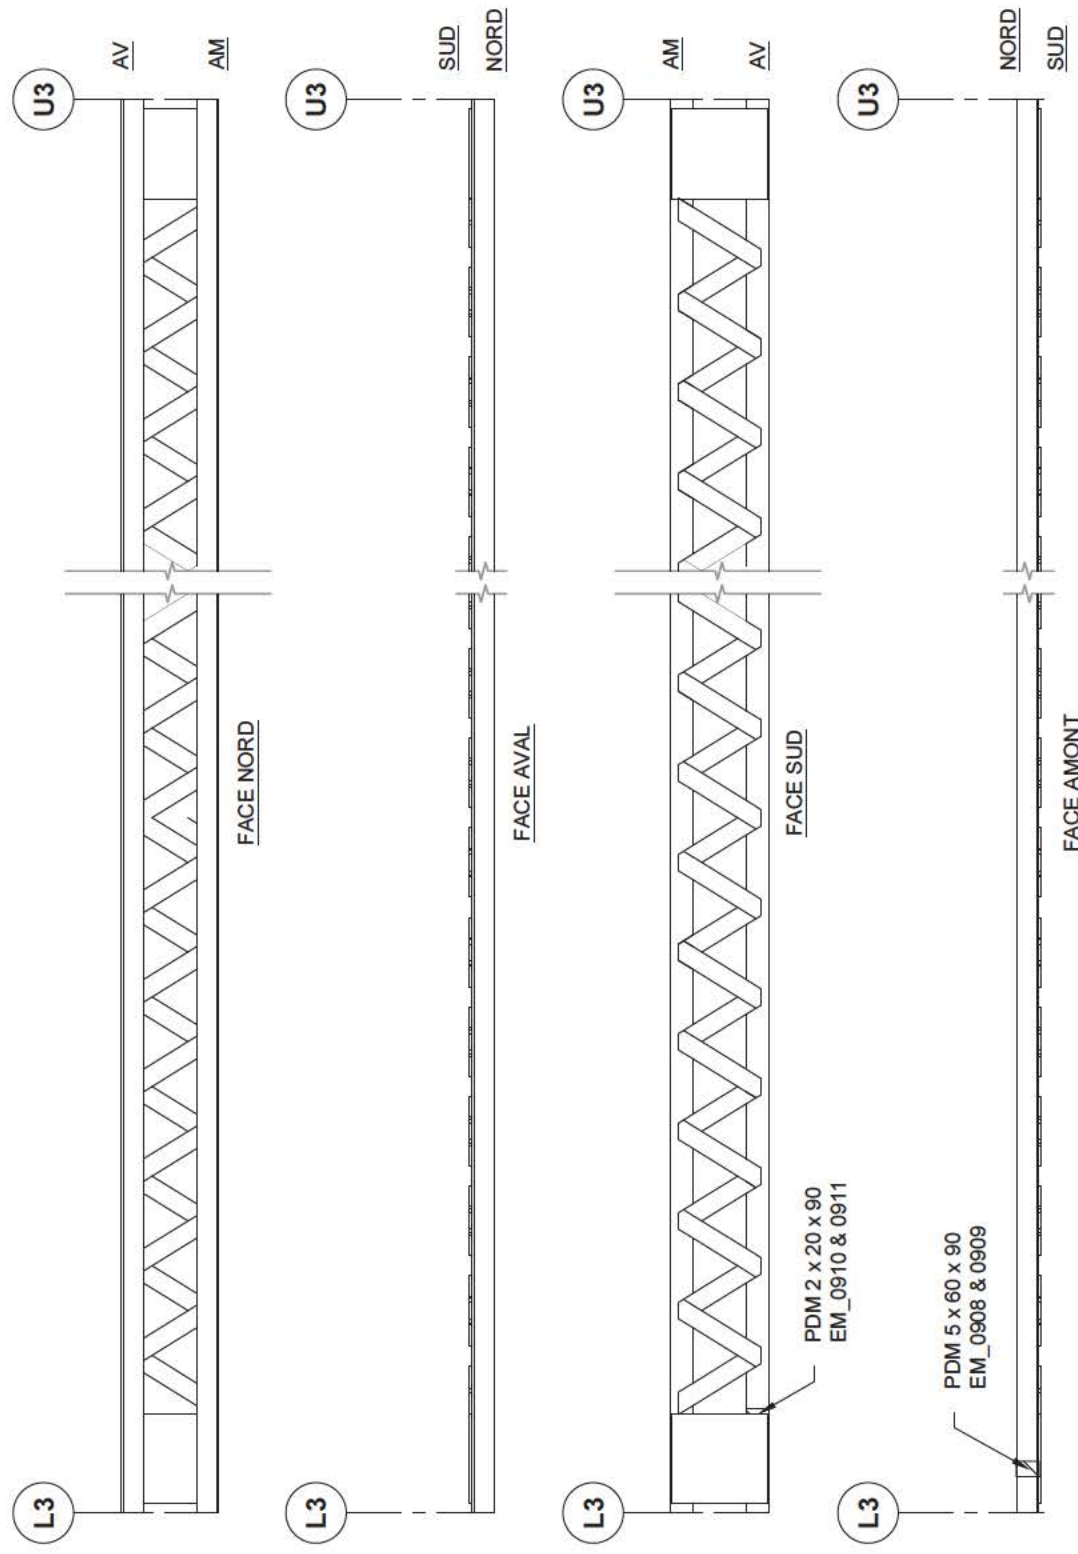 U3
AV
AM
FACE NORD
L3
U3
SUD
NORD
FACE AVAL
L3
U3
AM
AV
FACE SUD
PDM 2 x 20 x 90
EM_0910 & 0911
L3
U3
NORD
SUD
FACE AMONT
PDM 5 x 60 x 90
EM_0908 & 0909
L3